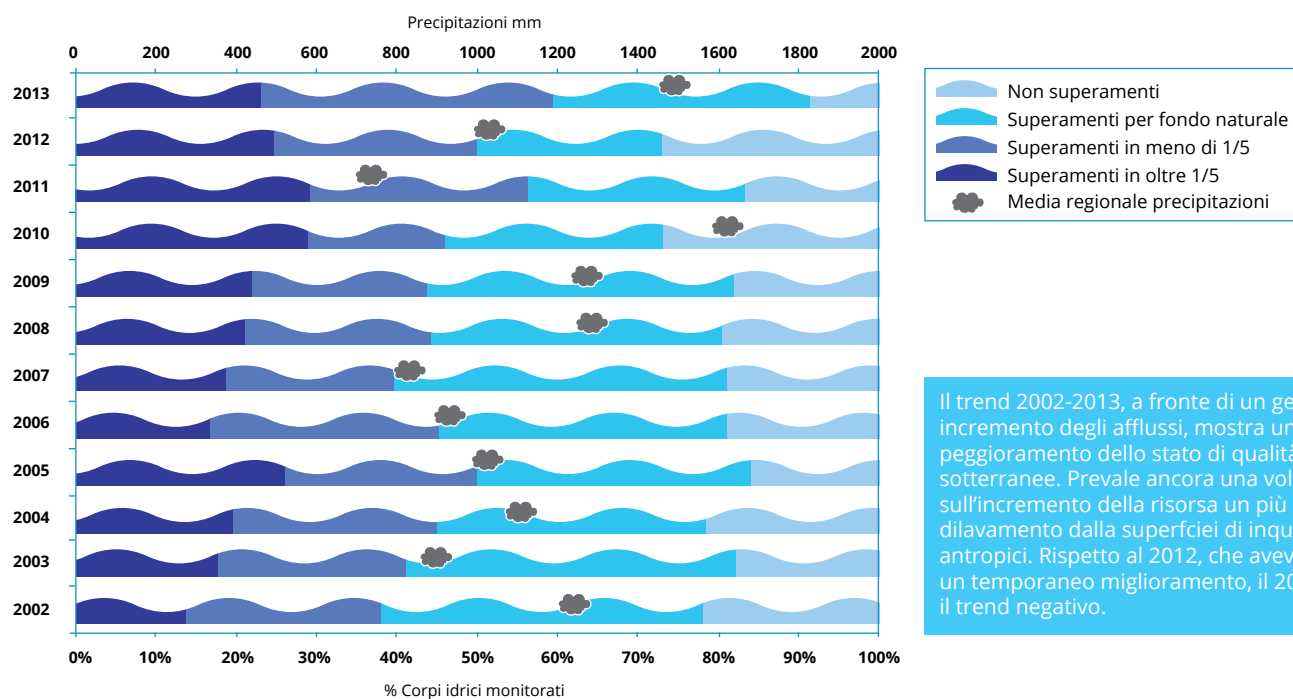 Precipitazioni mm
0 200 400 600 800 1000 1200 1400 1600 1800 2000
2013
2012
2011
2010
2009
2008
2007
2006
2005
2004
2003
2002
0% 10% 20% 30% 40% 50% 60% 70% 80% 90% 100%
% Corpi idrici monitorati
Non superamenti
Superamenti per fondo naturale
Superamenti in meno di 1/5
Superamenti in oltre 1/5
Media regionale precipitazioni
Il trend 2002-2013, a fronte di un ge
incremento degli afflussi, mostra un
peggioramento dello stato di qualità
sotterranee. Prevale ancora una vol
sull’incremento della risorsa un più
dilavamento dalla superfciei di inqu
antropici. Rispetto al 2012, che avev
un temporaneo miglioramento, il 20
il trend negativo.